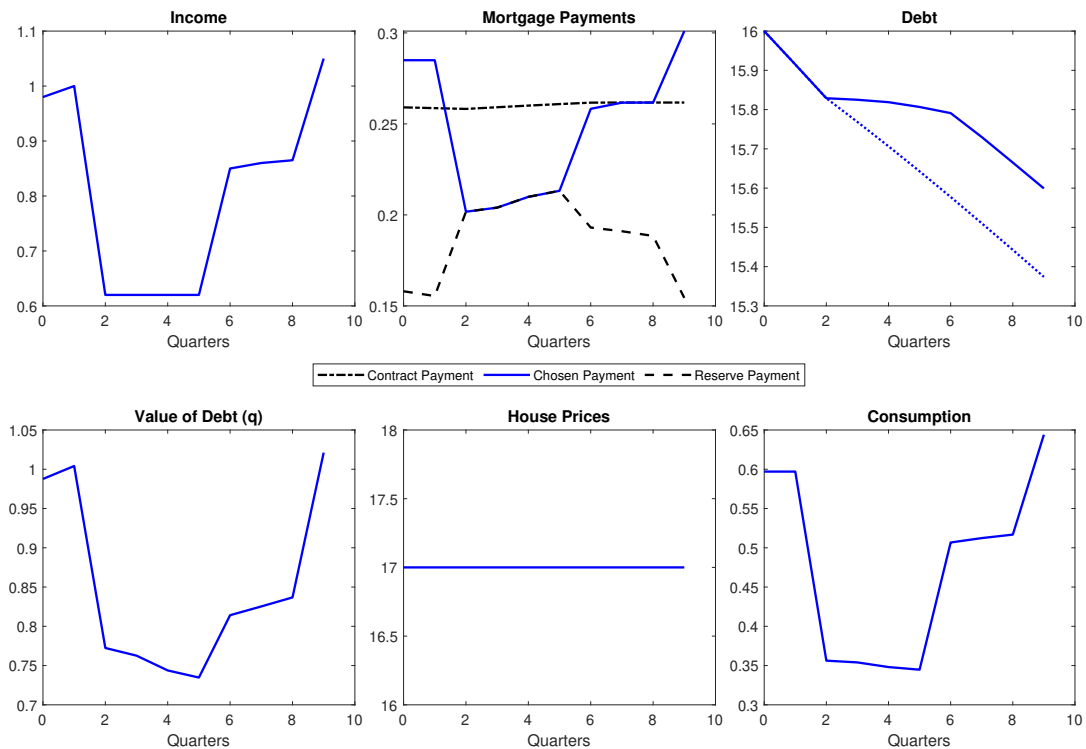 Income
1.1
1
0.9
0.8
0.7
0.6
0 2 4 6 8 10
Quarters
Mortgage Payments
0.3
0.25
0.2
0.15
0 2 4 6 8 10
Quarters
Debt
16
15.9
15.8
15.7
15.6
15.5
15.4
15.3
0 2 4 6 8 10
Quarters
Contract Payment Chosen Payment Reserve Payment
Value of Debt (q)
1.05
1
0.95
0.9
0.85
0.8
0.75
0.7
0 2 4 6 8 10
Quarters
House Prices
18
17.5
17
16.5
16
0 2 4 6 8 10
Quarters
Consumption
0.65
0.6
0.55
0.5
0.45
0.4
0.35
0.3
0 2 4 6 8 10
Quarters